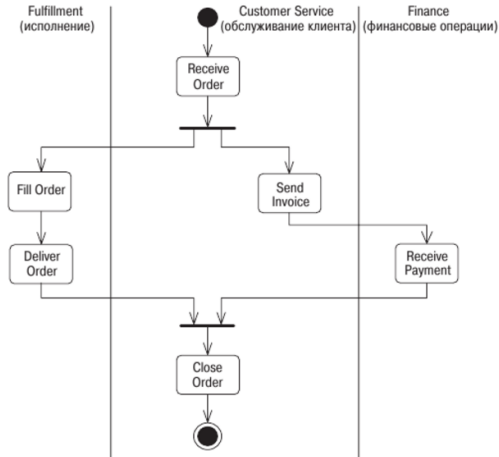 Fulfillment
(исполнение)
Customer Service
(обслуживание клиента)
Finance
(финансовые операции)
Receive
Order
Fill Order
Send
Invoice
Deliver
Order
Receive
Payment
Close
Order